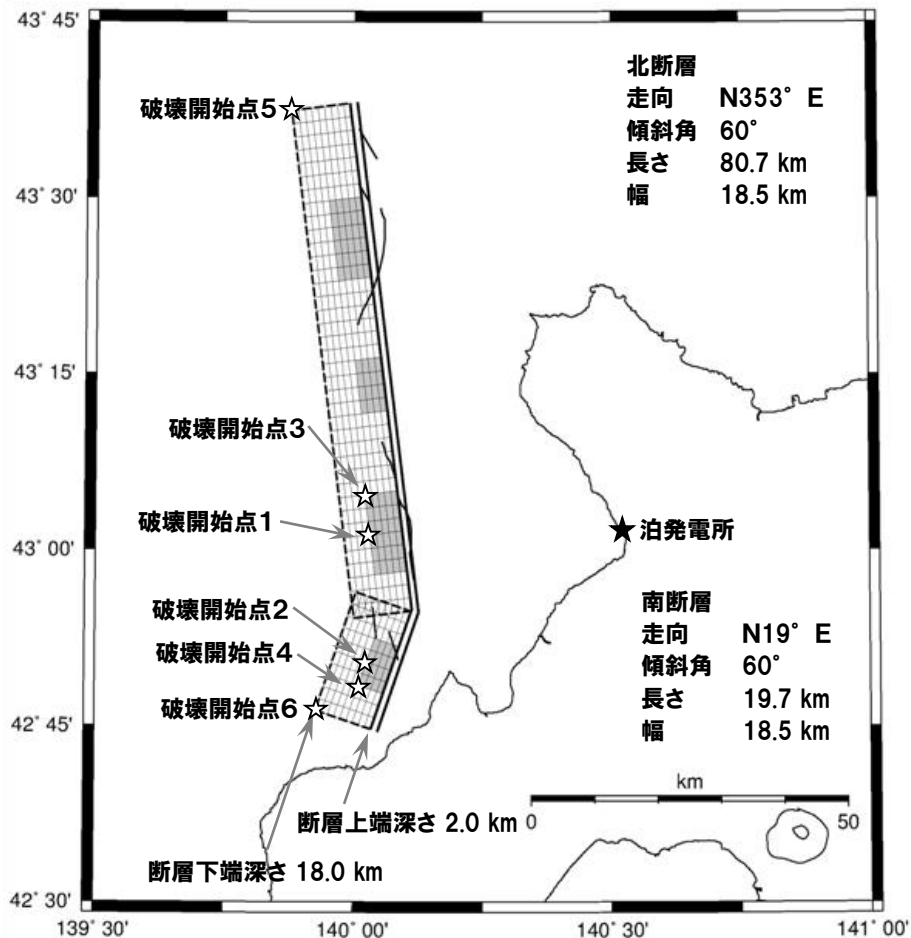 43° 45'
北断層
走向 N353° E
傾斜角 60°
長さ 80.7 km
幅 18.5 km
破壊開始点5
43° 30'
43° 15'
破壊開始点3
破壊開始点1
43° 00'
泊発電所
破壊開始点2
破壊開始点4
破壊開始点6
南断層
走向 N19° E
傾斜角 60°
長さ 19.7 km
幅 18.5 km
42° 45'
km
0 50
断層上端深さ 2.0 km
断層下端深さ 18.0 km
42° 30'
139° 30' 140° 00' 140° 30' 141° 00'